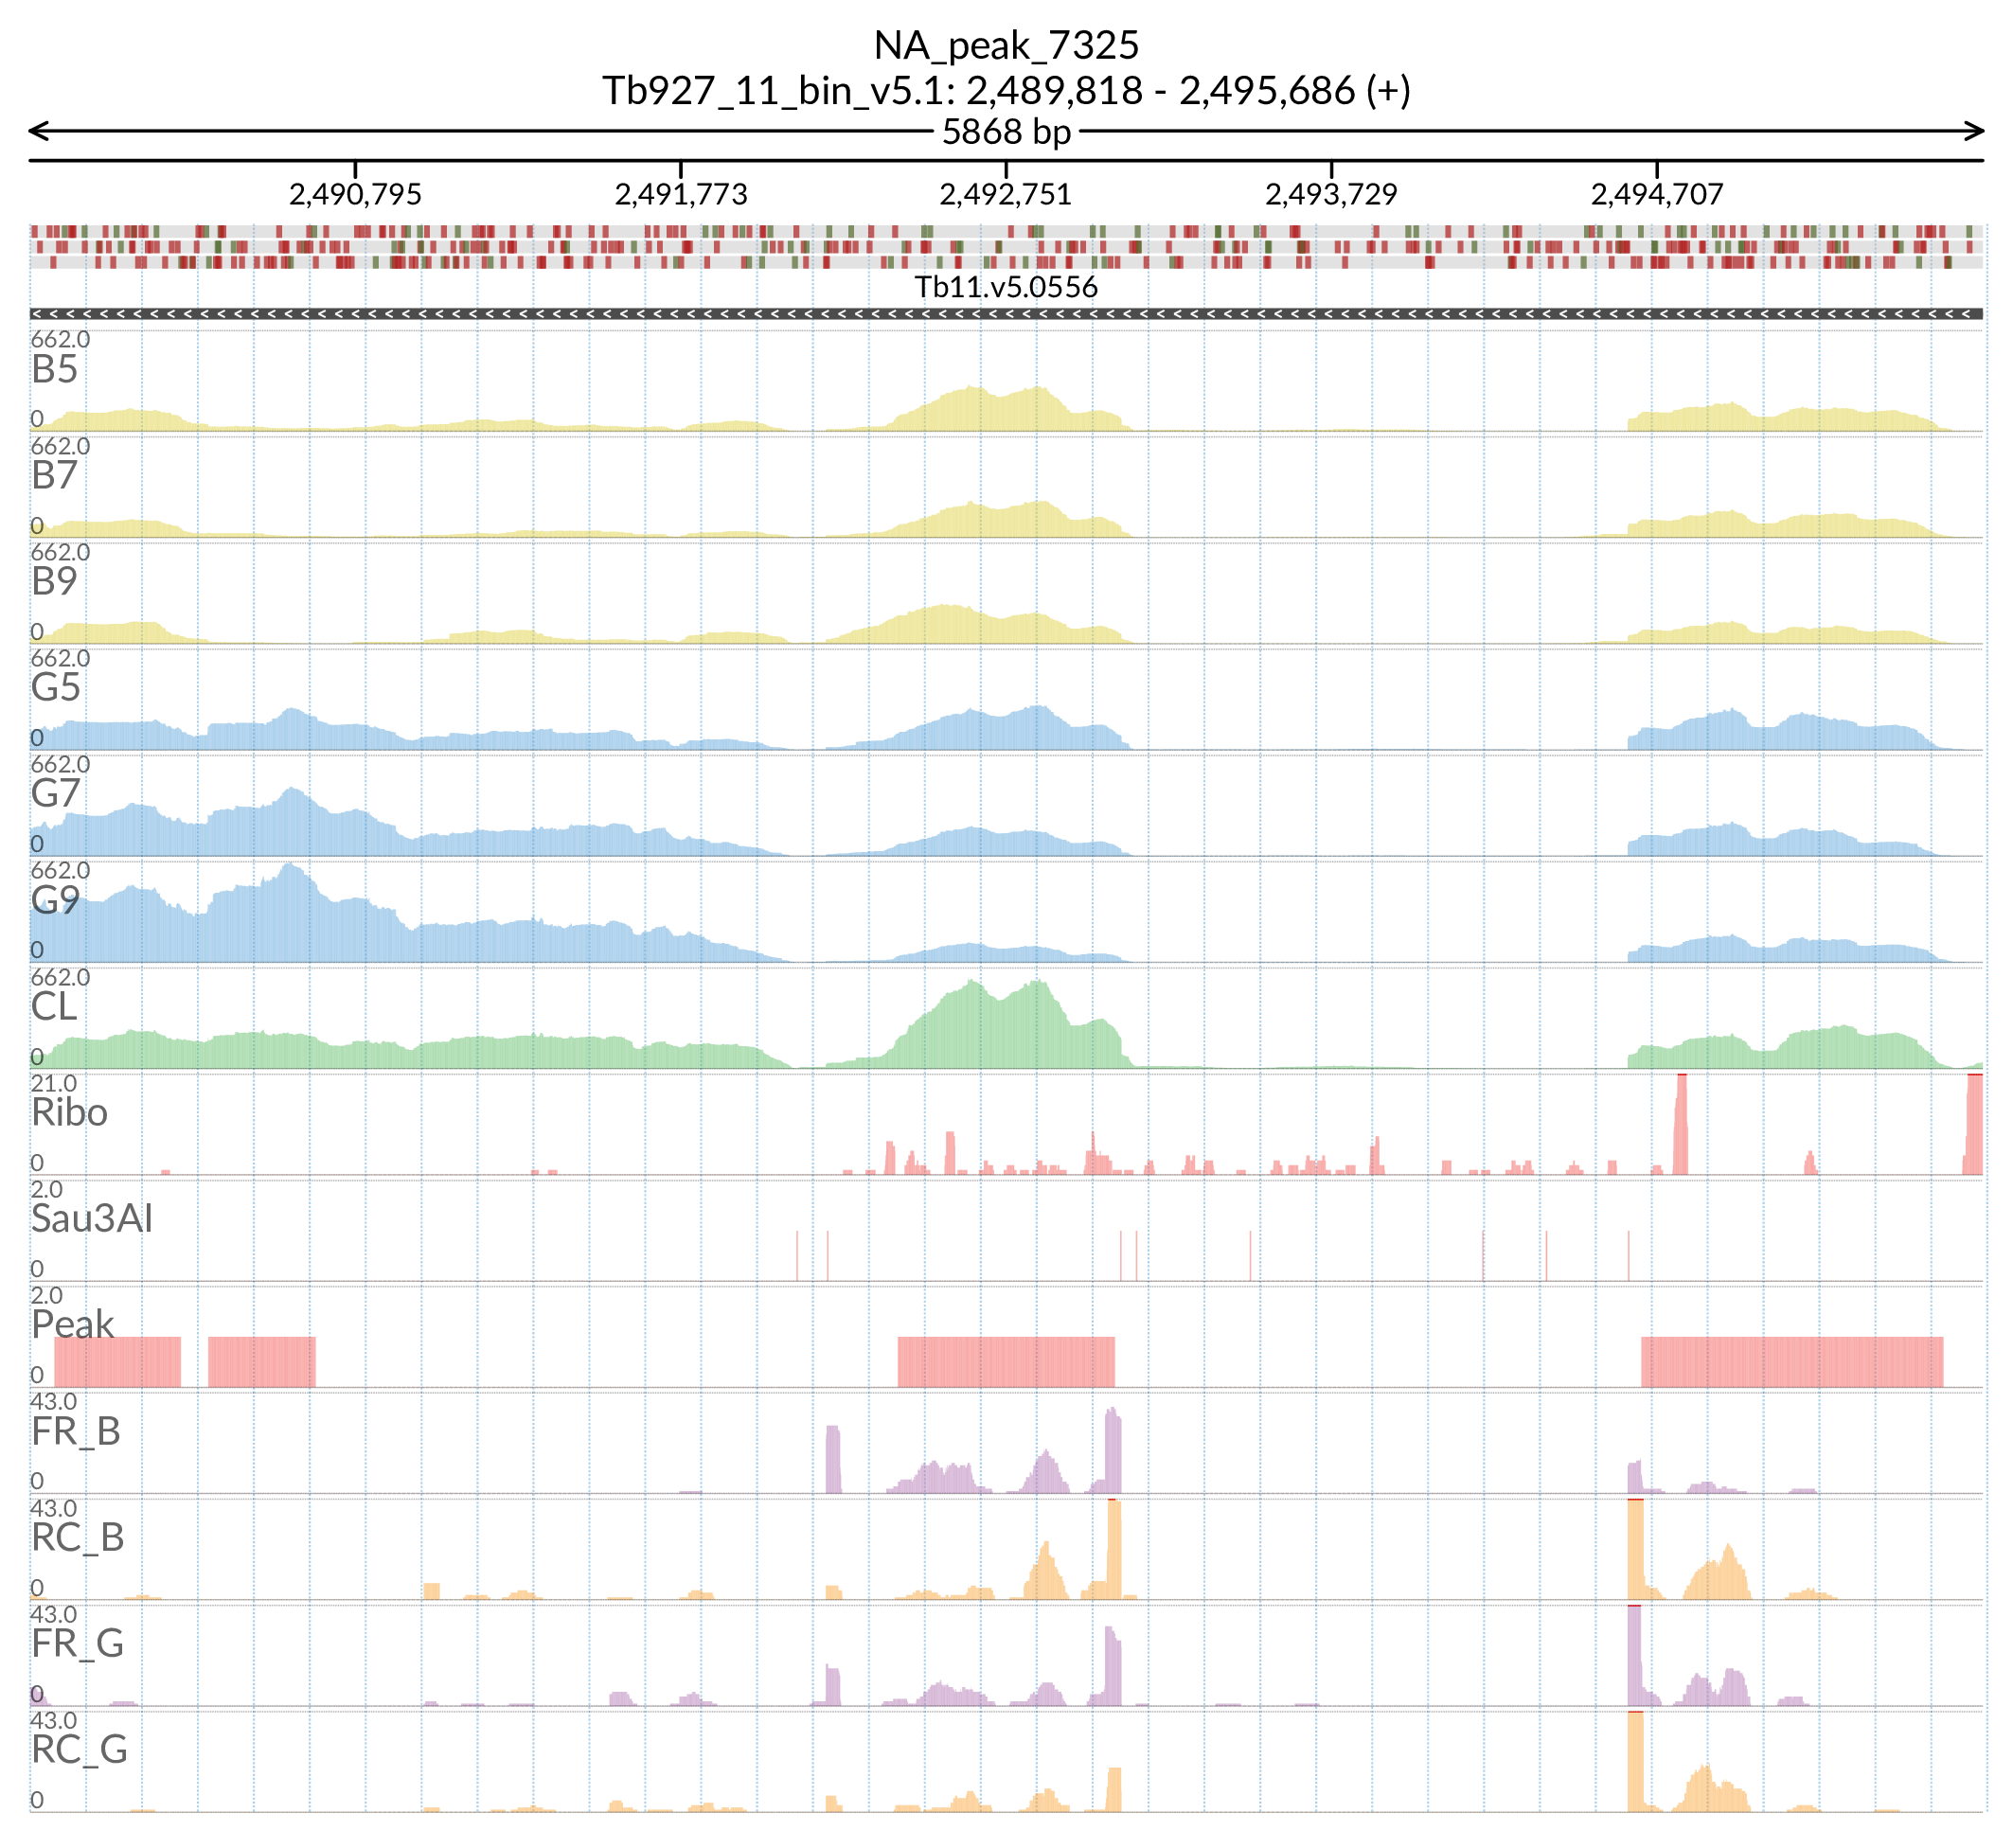 NA_peak_7325
Tb927_11_bin_v5.1: 2,489,818 - 2,495,686 (+)
5868 bp
2,490,795 2,491,773 2,492,751 2,493,729 2,494,707
Tb11.v5.0556
662.0
B5
0
662.0
B7
0
662.0
B9
0
662.0
G5
0
662.0
G7
0
662.0
G9
0
662.0
CL
0
21.0
Ribo
0
2.0
Sau3AI
0
2.0
Peak
0
43.0
FR_B
0
43.0
RC_B
0
43.0
FR_G
0
43.0
RC_G
0